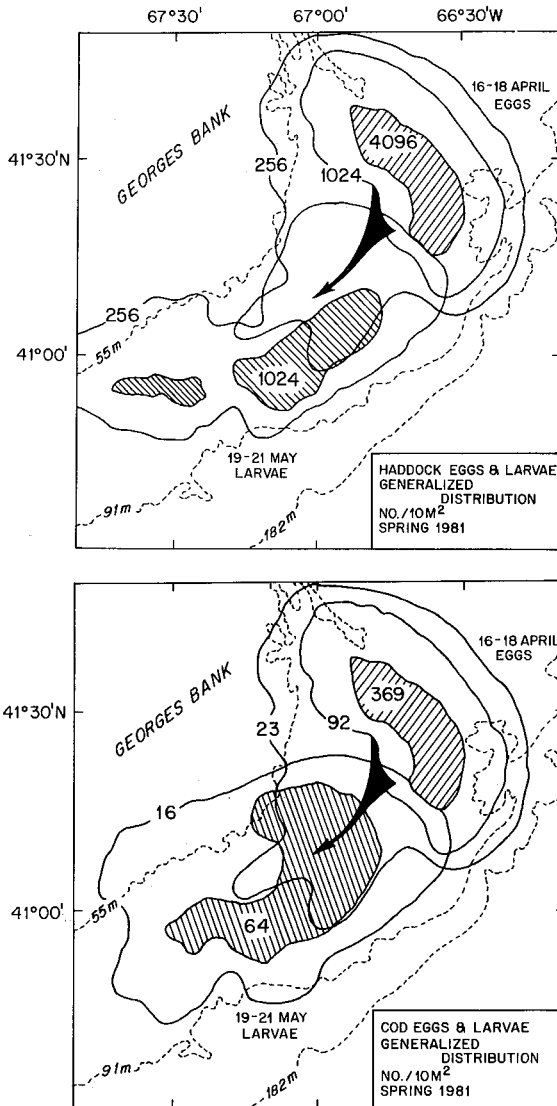 67°30' 67°00' 66°30'W
16-18 APRIL
EGGS
GEORGES BANK
4096
41°30'N
256
1024
256
55m
41°00'
1024
19-21 MAY
LARVAE
91m
182m
HADDOCK EGGS & LARVAE
GENERALIZED
DISTRIBUTION
NO./10M²
SPRING 1981
16-18 APRIL
EGGS
GEORGES BANK
369
41°30'N
23
92
16
55m
41°00'
64
19-21 MAY
LARVAE
91m
182m
COD EGGS & LARVAE
GENERALIZED
DISTRIBUTION
NO./10M²
SPRING 1981